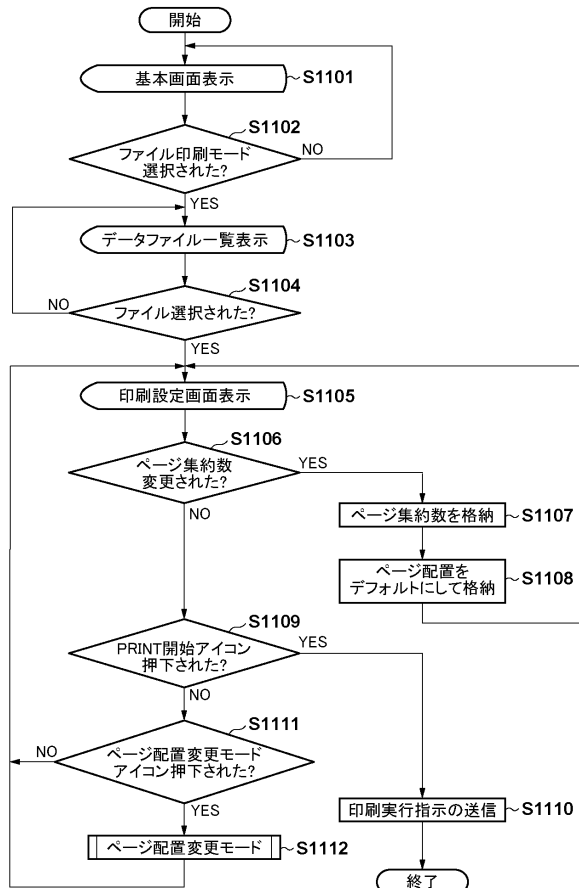 開始
基本画面表示 S1101
S1102
ファイル印刷モード
選択された?
NO
YES
データファイル一覧表示 S1103
S1104
NO
ファイル選択された?
YES
印刷設定画面表示 S1105
S1106
ページ集約数
変更された?
YES
NO
ページ集約数を格納 S1107
ページ配置を
デフォルトにして格納
S1108
S1109
PRINT開始アイコン
押下された?
YES
NO
S1111
NO
ページ配置変更モード
アイコン押下された?
YES
印刷実行指示の送信 S1110
ページ配置変更モード S1112
終了